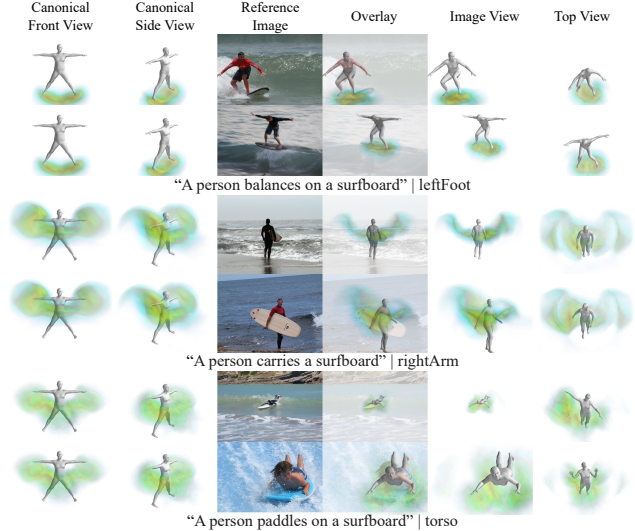 Canonical Front View
Canonical Side View
Reference Image
Overlay
Image View
Top View
“A person balances on a surfboard” | leftFoot
“A person carries a surfboard” | rightArm
“A person paddles on a surfboard” | torso